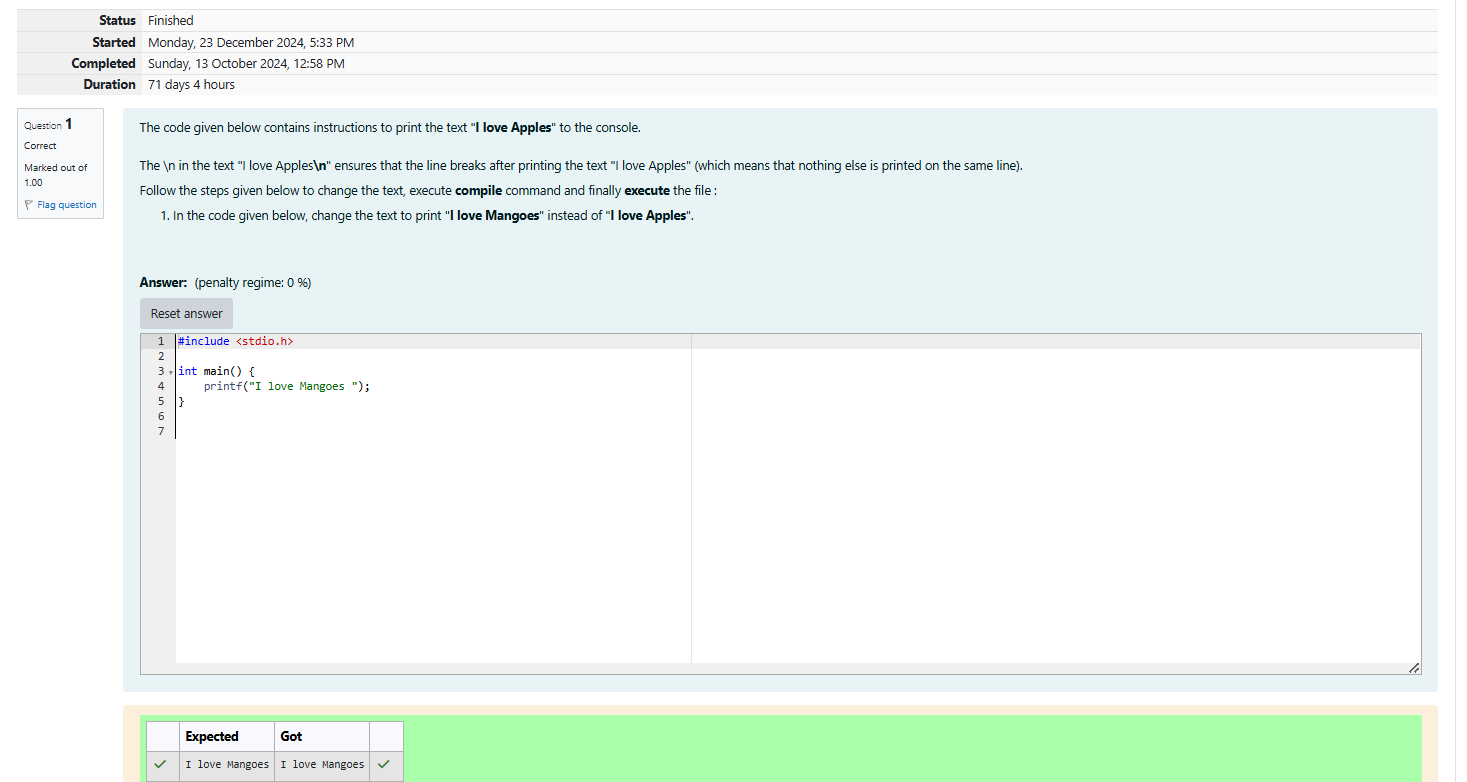 Status Finished
Started Monday, 23 December 2024, 5:33 PM
Completed Sunday, 13 October 2024, 12:58 PM
Duration 71 days 4 hours
Question 1
Correct
Marked out of
1.00
Flag question
The code given below contains instructions to print the text "I love Apples" to the console.
The \n in the text "I love Apples\n" ensures that the line breaks after printing the text "I love Apples" (which means that nothing else is printed on the same line).
Follow the steps given below to change the text, execute compile command and finally execute the file :
1. In the code given below, change the text to print "I love Mangoes" instead of "I love Apples".
Answer: (penalty regime: 0 %)
Reset answer
1 #include <stdio.h>
2
3 int main() {
4 printf("I love Mangoes ");
5 }
6
7
Expected Got
I love Mangoes I love Mangoes